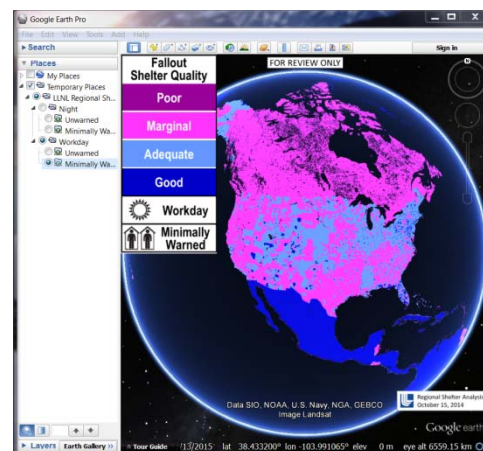 Google Earth Pro
File Edit View Tools Add Help
Search
Sign in
Places
My Places
Temporary Places
LLNL Regional Sh...
Night
Unwarned
Minimally Wa...
Workday
Unwarned
Minimally Wa...
Fallout
Shelter Quality
Poor
Marginal
Adequate
Good
Workday
Minimally
Warned
FOR REVIEW ONLY
N
Data SIO, NOAA, U.S. Navy, NGA, GEBCO
Image Landsat
Regional Shelter Analysis
October 15, 2014
Google earth
Layers Earth Gallery >>
Tour Guide /13/2015 lat 38.433200° lon -103.991065° elev 0 m eye alt 6559.15 km